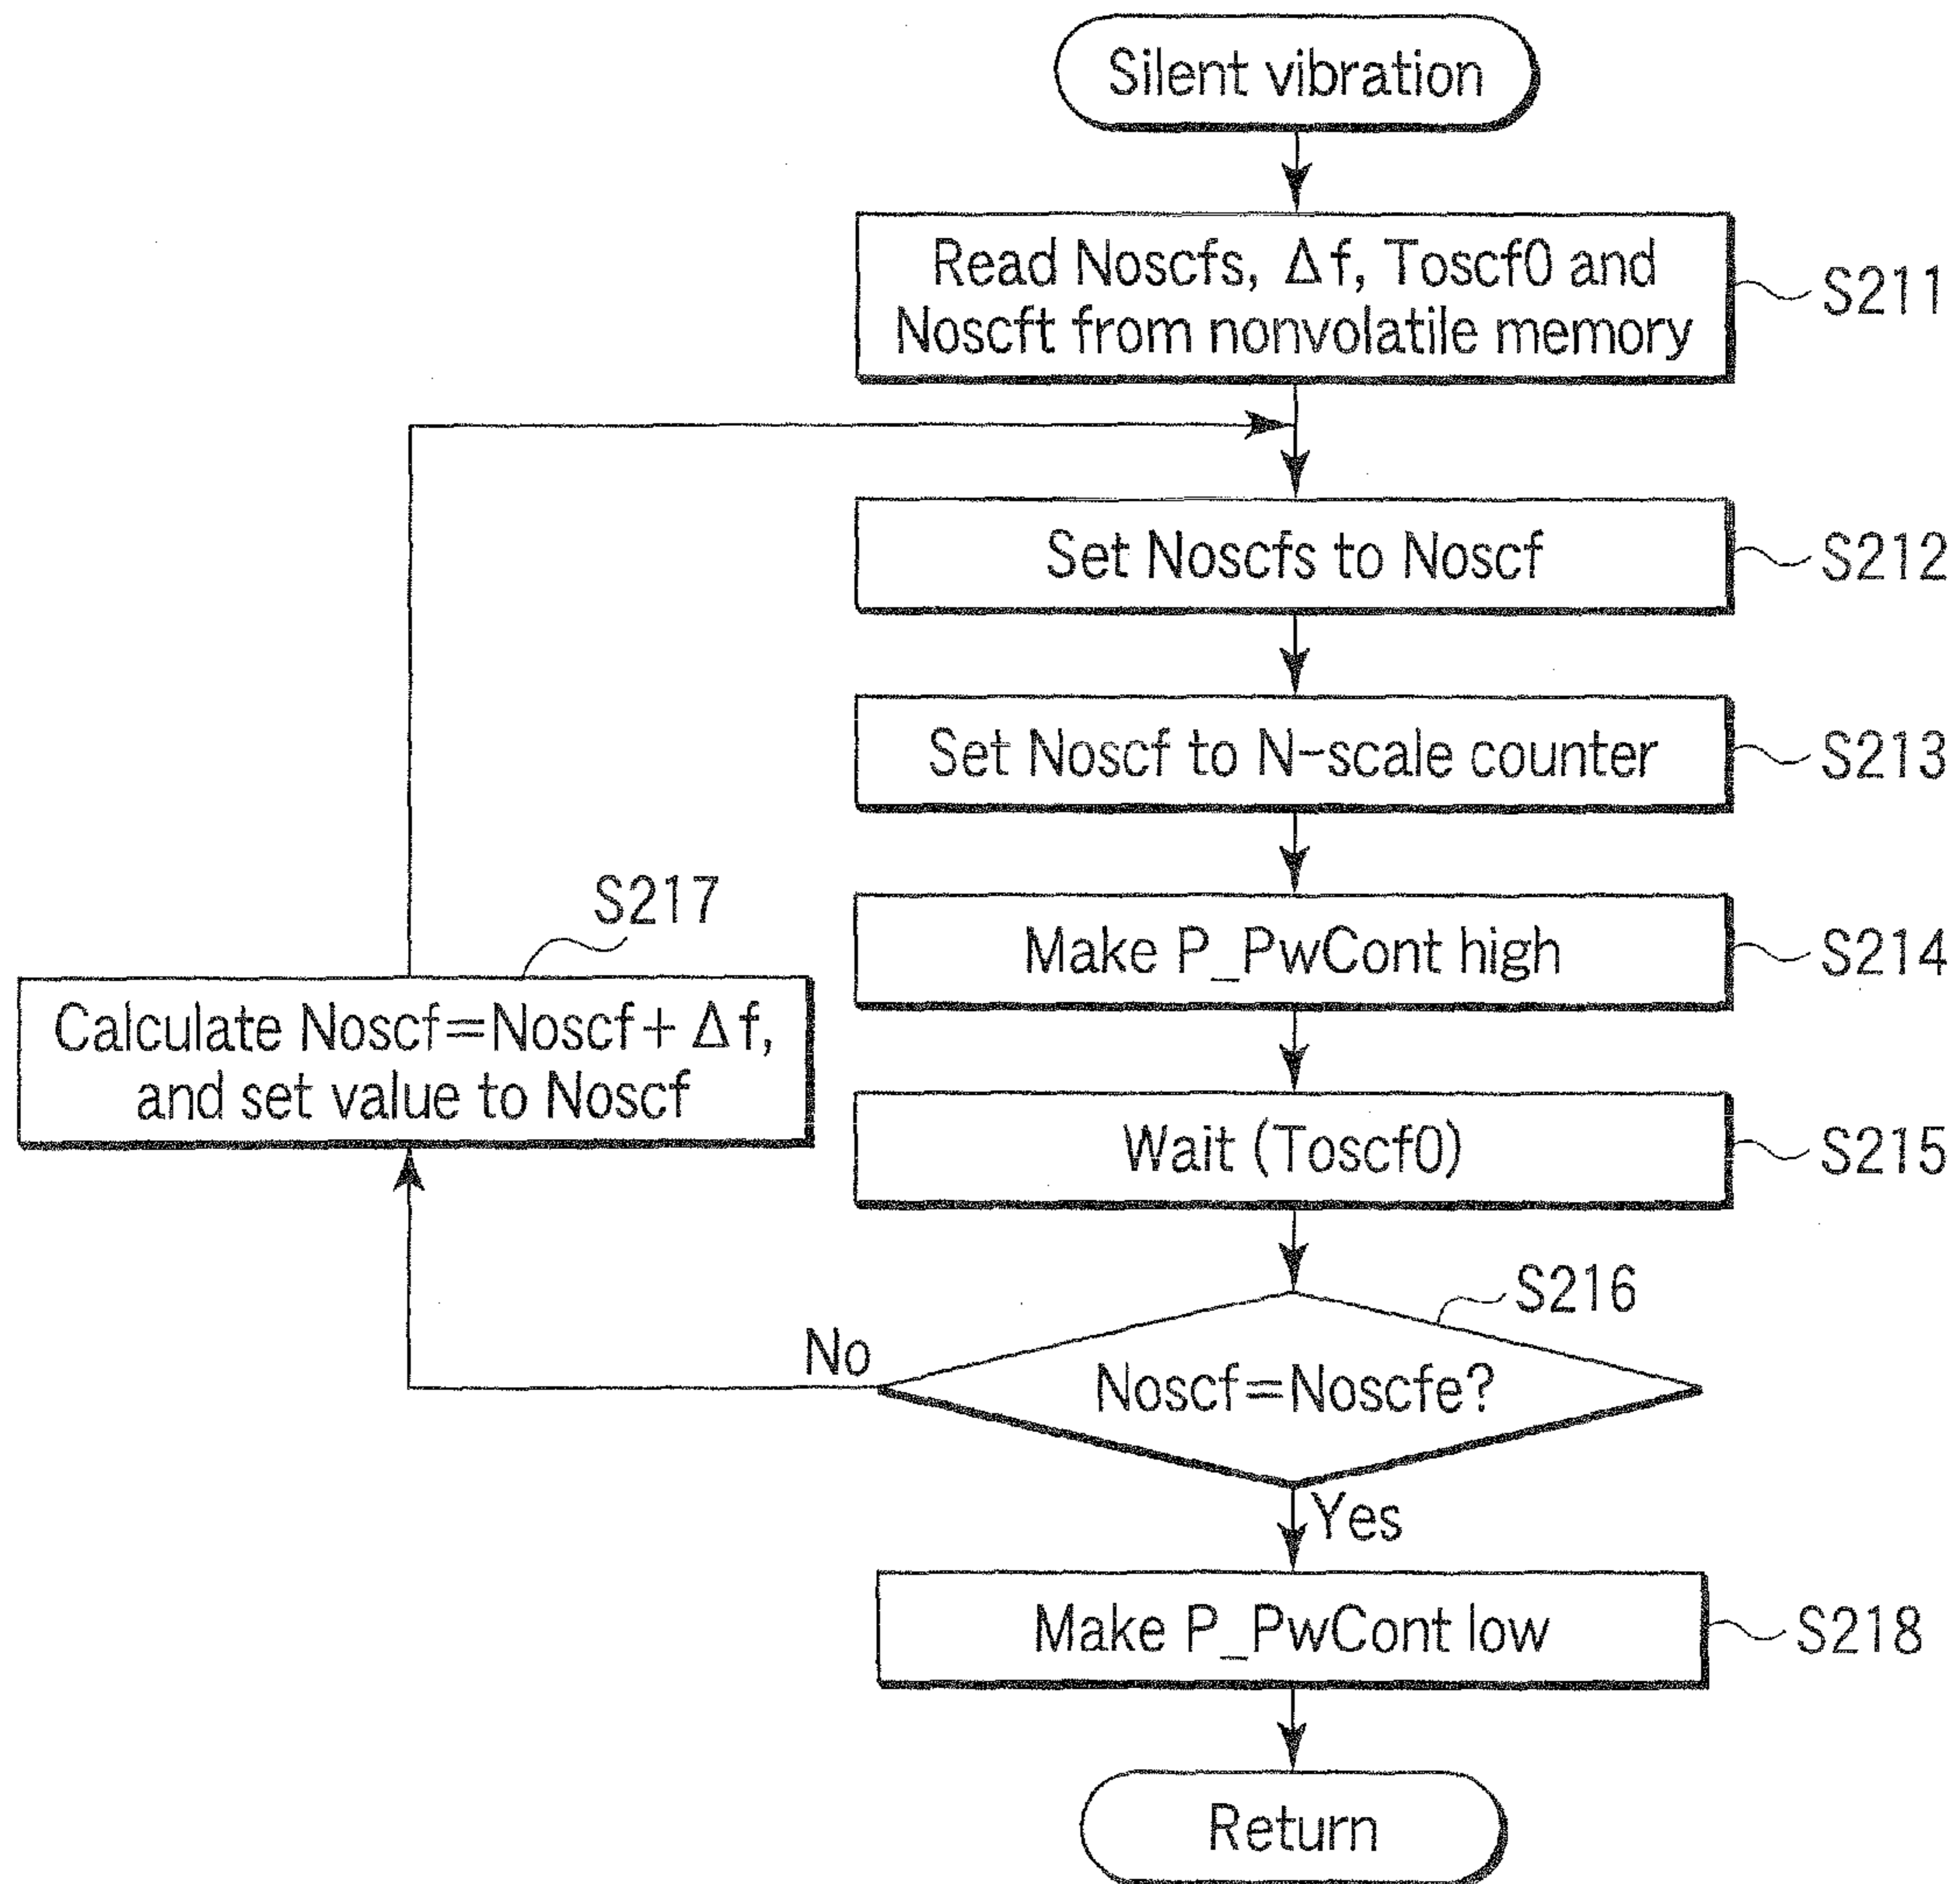 Silent vibration
Read Noscfs, Δf, Toscf0 and
Noscft from nonvolatile memory
S211
Set Noscfs to Noscf
S212
Set Noscf to N-scale counter
S213
Make P_PwCont high
S214
S217
Calculate Noscf=Noscf+Δf,
and set value to Noscf
Wait (Toscf0)
S215
S216
Noscf=Noscfe?
No
Yes
Make P_PwCont low
S218
Return